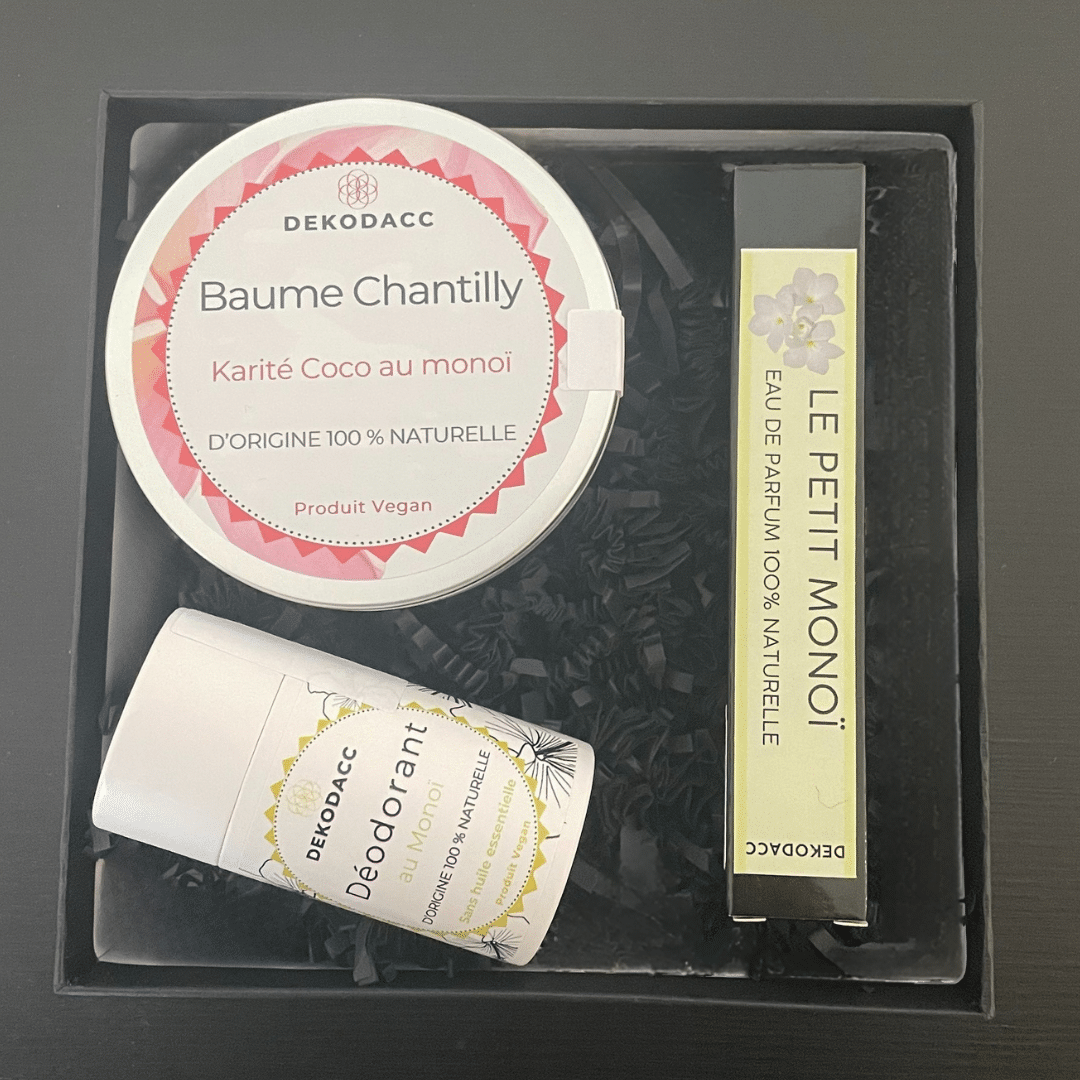 DEKODACC
Baume Chantilly
Karité Coco au monoï
D'ORIGINE 100 % NATURELLE
Produit Vegan
DEKODACC
Déodorant
au Monoï
D'ORIGINE 100 % NATURELLE
Sans huile essentielle
Produit Vegan
LE PETIT MONOÏ
EAU DE PARFUM 100% NATURELLE
DEKODACC